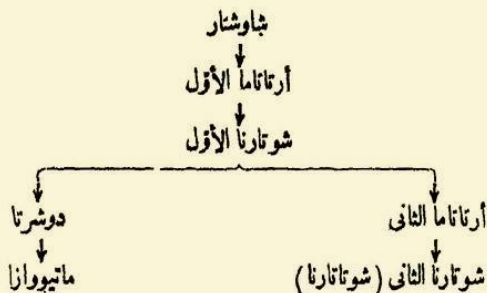 شاوشتار
أرتاتاما الأول
شوتارنا الأول
أرتاتاما الثانى
دوشرتا
شوتارنا الثانى (شوتاتارنا)
ماتيووازا